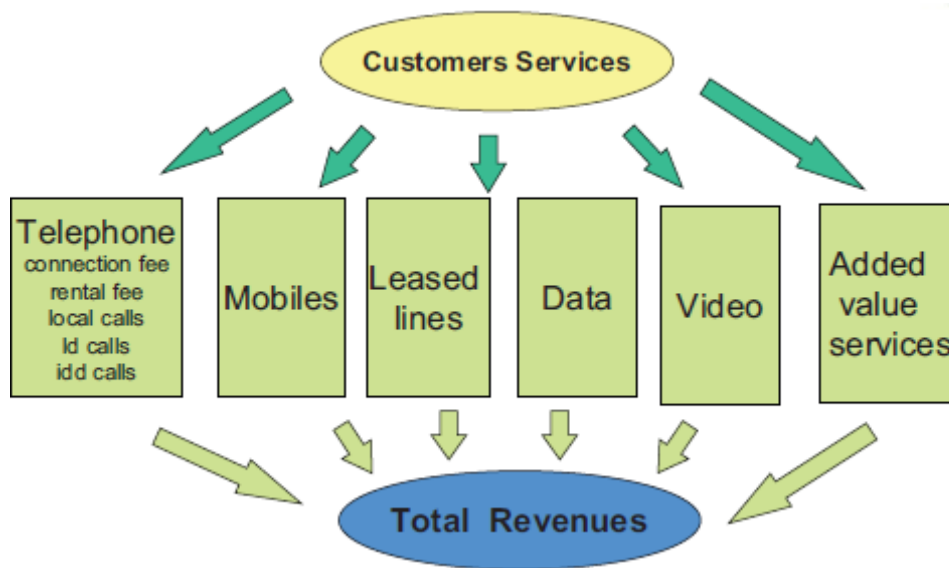 Customers Services
Telephone
connection fee
rental fee
local calls
ld calls
idd calls
Mobiles
Leased
lines
Data
Video
Added
value
services
Total Revenues